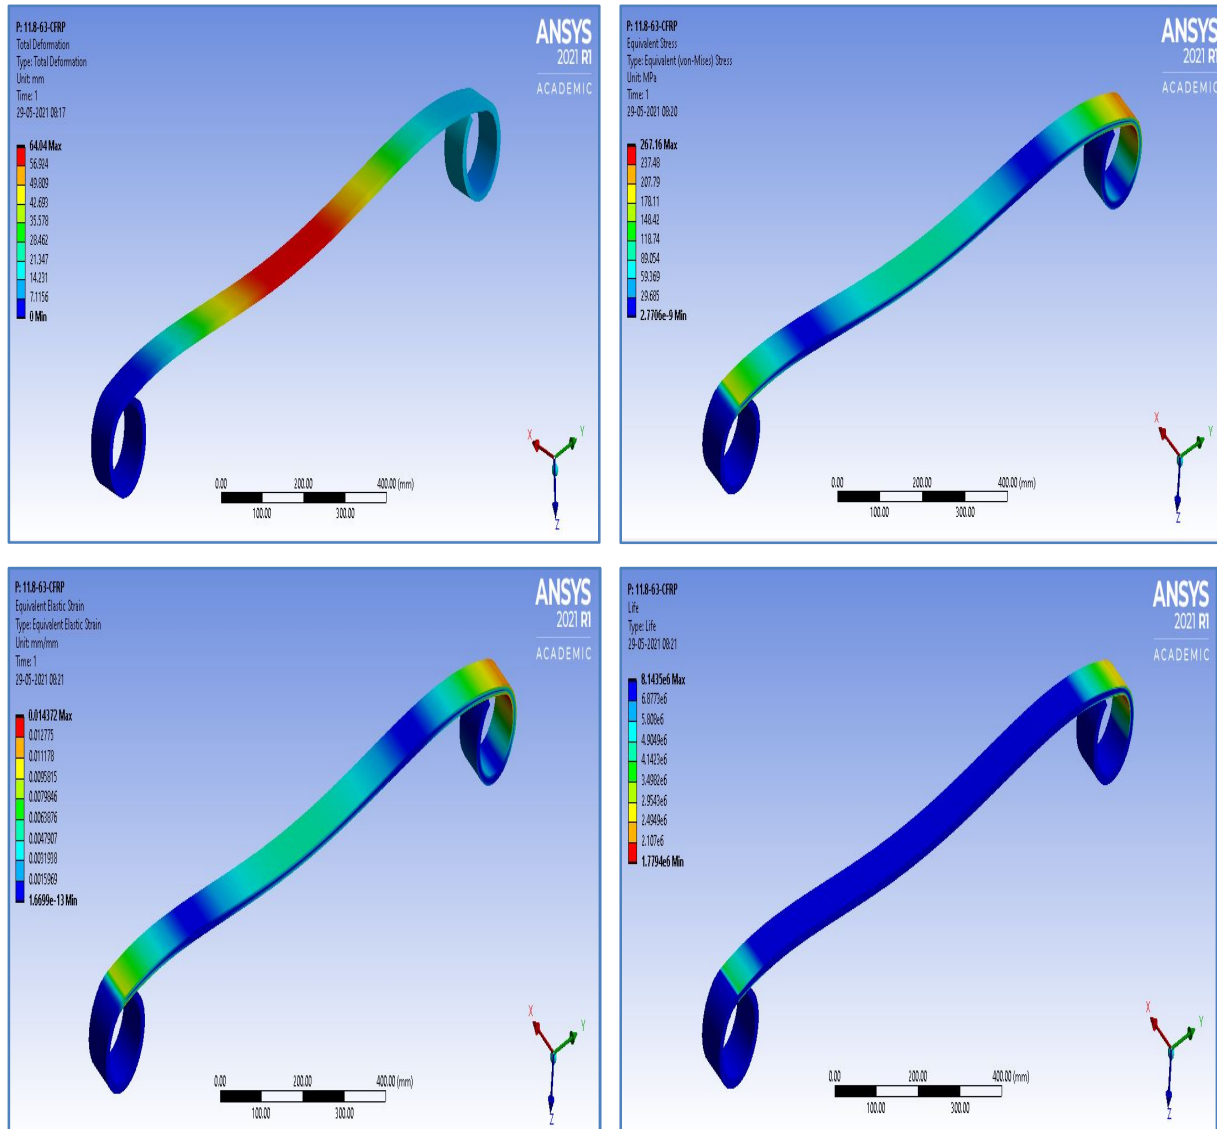 P: 11.8-63-CFRP
Total Deformation
Type: Total Deformation
Unit: mm
Time: 1
29-05-2021 08:17
64.04 Max
56.924
49.809
42.693
35.578
28.462
21.347
14.231
7.1156
0 Min
ANSYS
2021 R1
ACADEMIC
X
Y
Z
0.00
200.00
400.00 (mm)
100.00
300.00
P: 11.8-63-CFRP
Equivalent Stress
Type: Equivalent (von-Mises) Stress
Unit: MPa
Time: 1
29-05-2021 08:20
267.16 Max
237.48
207.79
178.11
148.42
118.74
89.054
59.369
29.685
2.7706e-9 Min
ANSYS
2021 R1
ACADEMIC
X
Y
Z
0.00
200.00
400.00 (mm)
100.00
300.00
P: 11.8-63-CFRP
Equivalent Elastic Strain
Type: Equivalent Elastic Strain
Unit: mm/mm
Time: 1
29-05-2021 08:21
0.014372 Max
0.012775
0.011178
0.0095815
0.0079846
0.0063876
0.0047907
0.0031938
0.0015969
1.6699e-13 Min
ANSYS
2021 R1
ACADEMIC
X
Y
Z
0.00
200.00
400.00 (mm)
100.00
300.00
P: 11.8-63-CFRP
Life
Type: Life
29-05-2021 08:21
8.1435e6 Max
6.8773e6
5.808e6
4.9049e6
4.1423e6
3.4982e6
2.9543e6
2.4949e6
2.107e6
1.7794e6 Min
ANSYS
2021 R1
ACADEMIC
X
Y
Z
0.00
200.00
400.00 (mm)
100.00
300.00